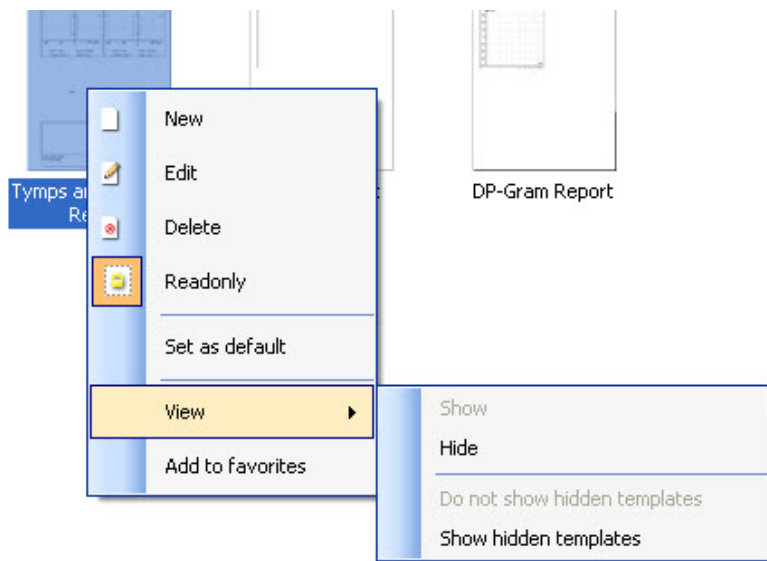 New
Edit
Tymps a
Re
DP-Gram Report
Delete
Readonly
Set as default
View
Show
Hide
Add to favorites
Do not show hidden templates
Show hidden templates